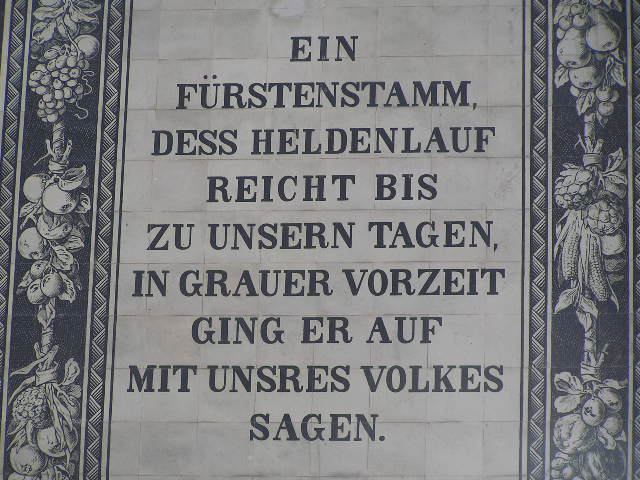 EIN
FÜRSTENSTAMM,
DESS HELDENLAUF
REICHT BIS
ZU UNSERN TAGEN,
IN GRAUER VORZEIT
GING ER AUF
MIT UNSRES VOLKES
SAGEN.